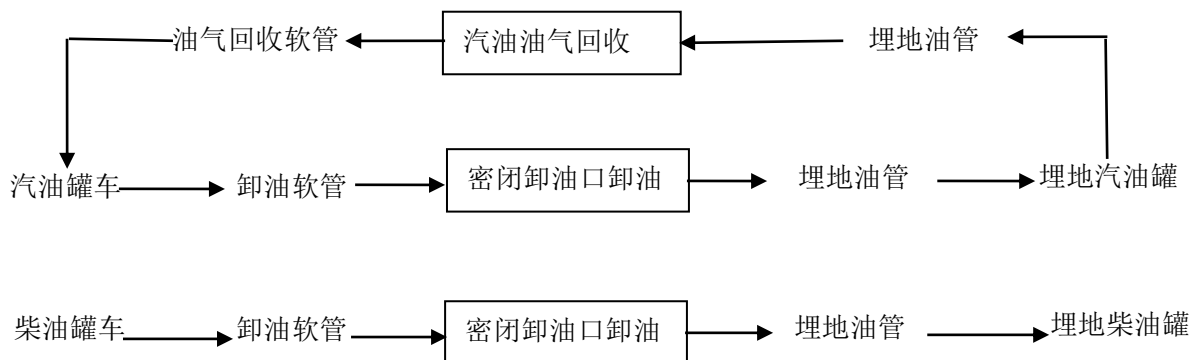 油气回收软管 汽油油气回收 埋地油管
汽油罐车 卸油软管 密闭卸油口卸油 埋地油管 埋地汽油罐
柴油罐车 卸油软管 密闭卸油口卸油 埋地油管 埋地柴油罐